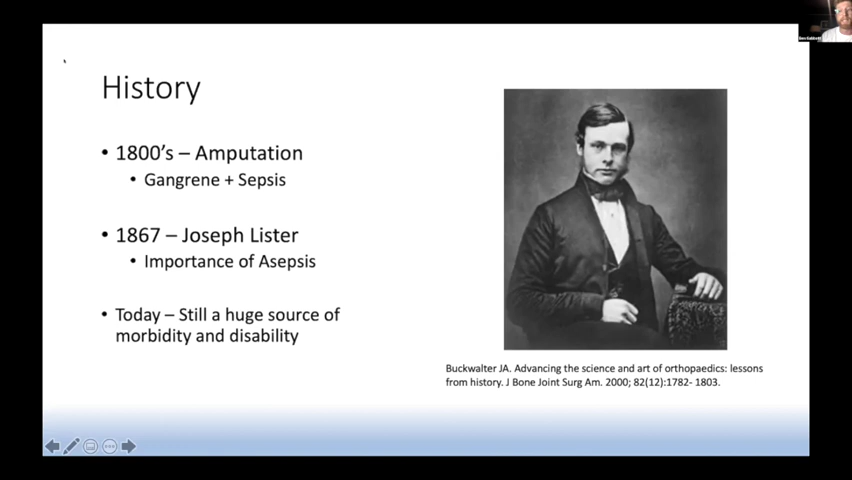 History
• 1800’s – Amputation
• Gangrene + Sepsis
• 1867 – Joseph Lister
• Importance of Asepsis
• Today – Still a huge source of
morbidity and disability
Buckwalter JA. Advancing the science and art of orthopaedics: lessons
from history. J Bone Joint Surg Am. 2000; 82(12):1782- 1803.